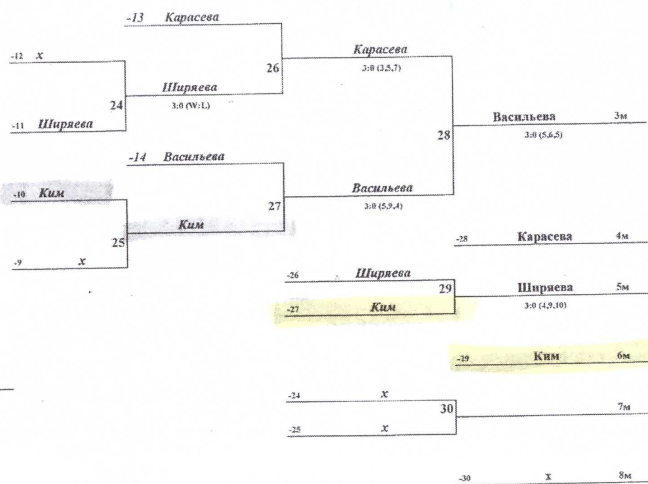 -13 Карасева
-12 x
26
Карасева
3:0 (3,8,7)
24
Ширяева
3:0 (W:L)
-11 Ширяева
28
Васильева 3м
3:0 (5,6,5)
-14 Васильева
-10 Ким
27
Васильева
3:0 (5,9,4)
25
Ким
-9 x
-28 Карасева 4м
-26 Ширяева
29
Ширяева 5м
3:0 (4,9,10)
-27 Ким
-29 Ким 6м
-24 x
30
7м
-25 x
-30 x 8м